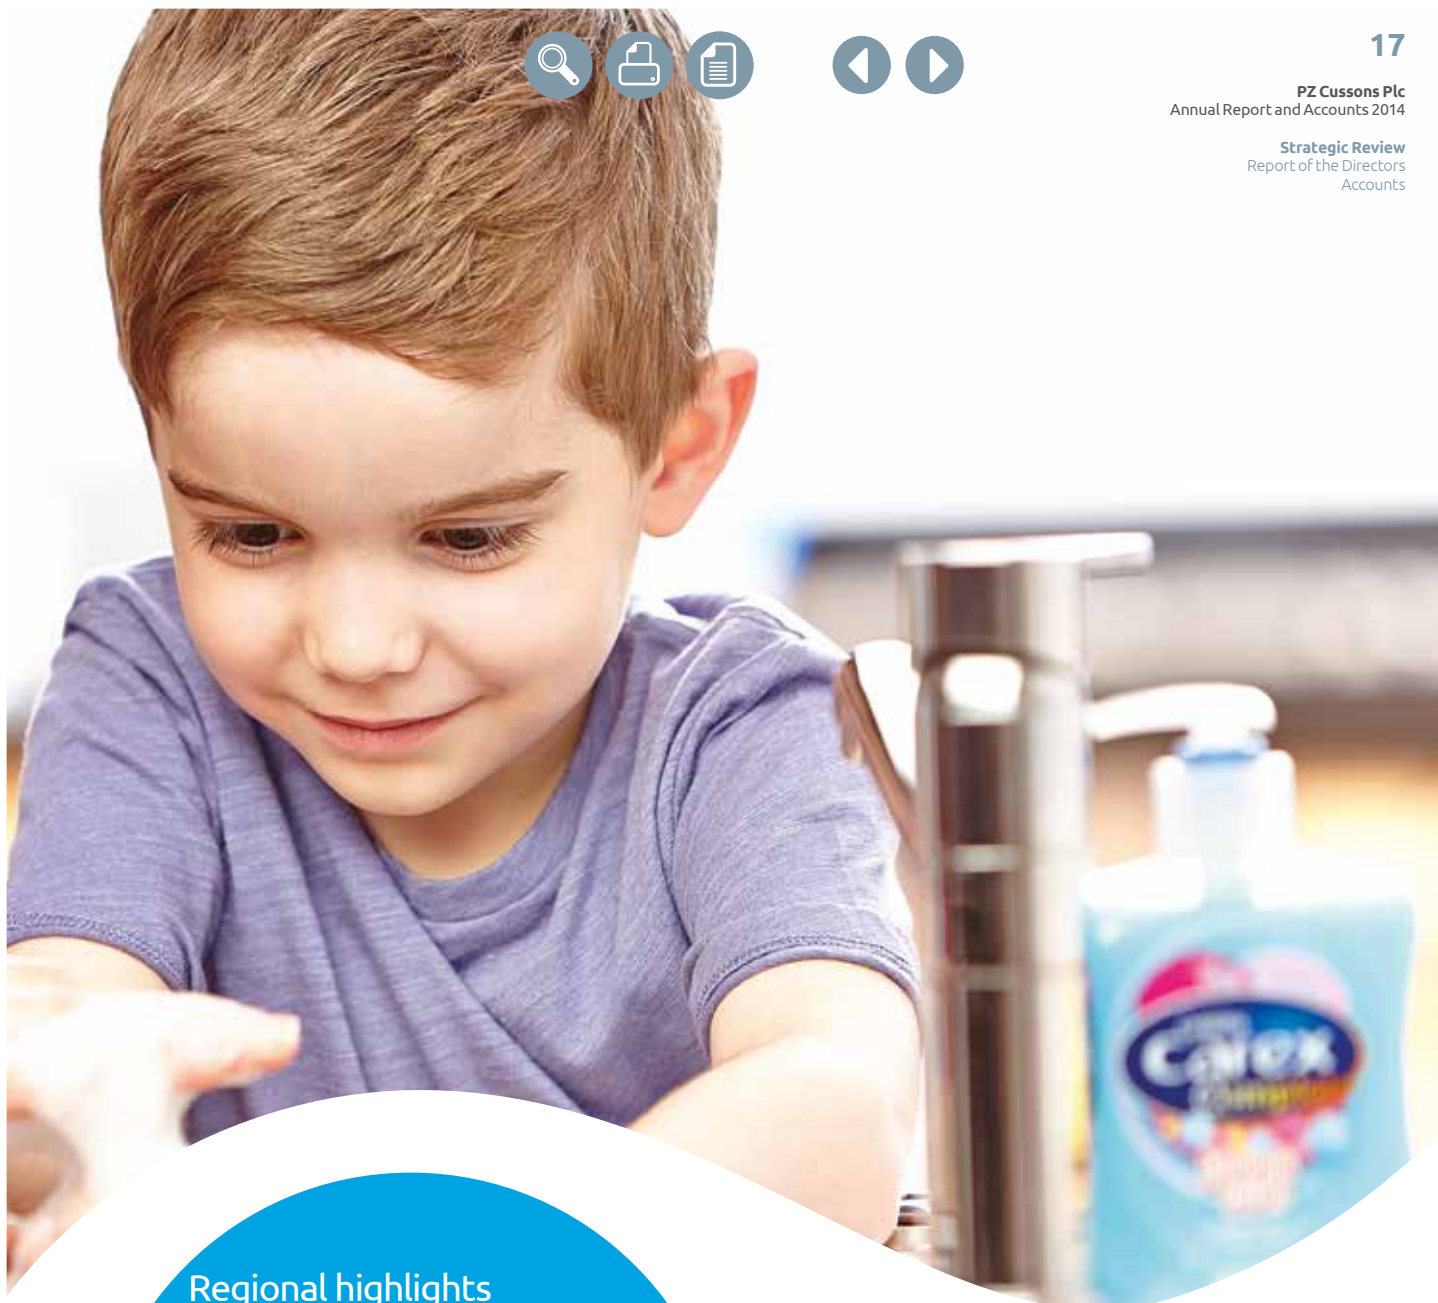 17
PZ Cussons Plc
Annual Report and Accounts 2014
Strategic Review
Report of the Directors
Accounts
Carex
Regional highlights